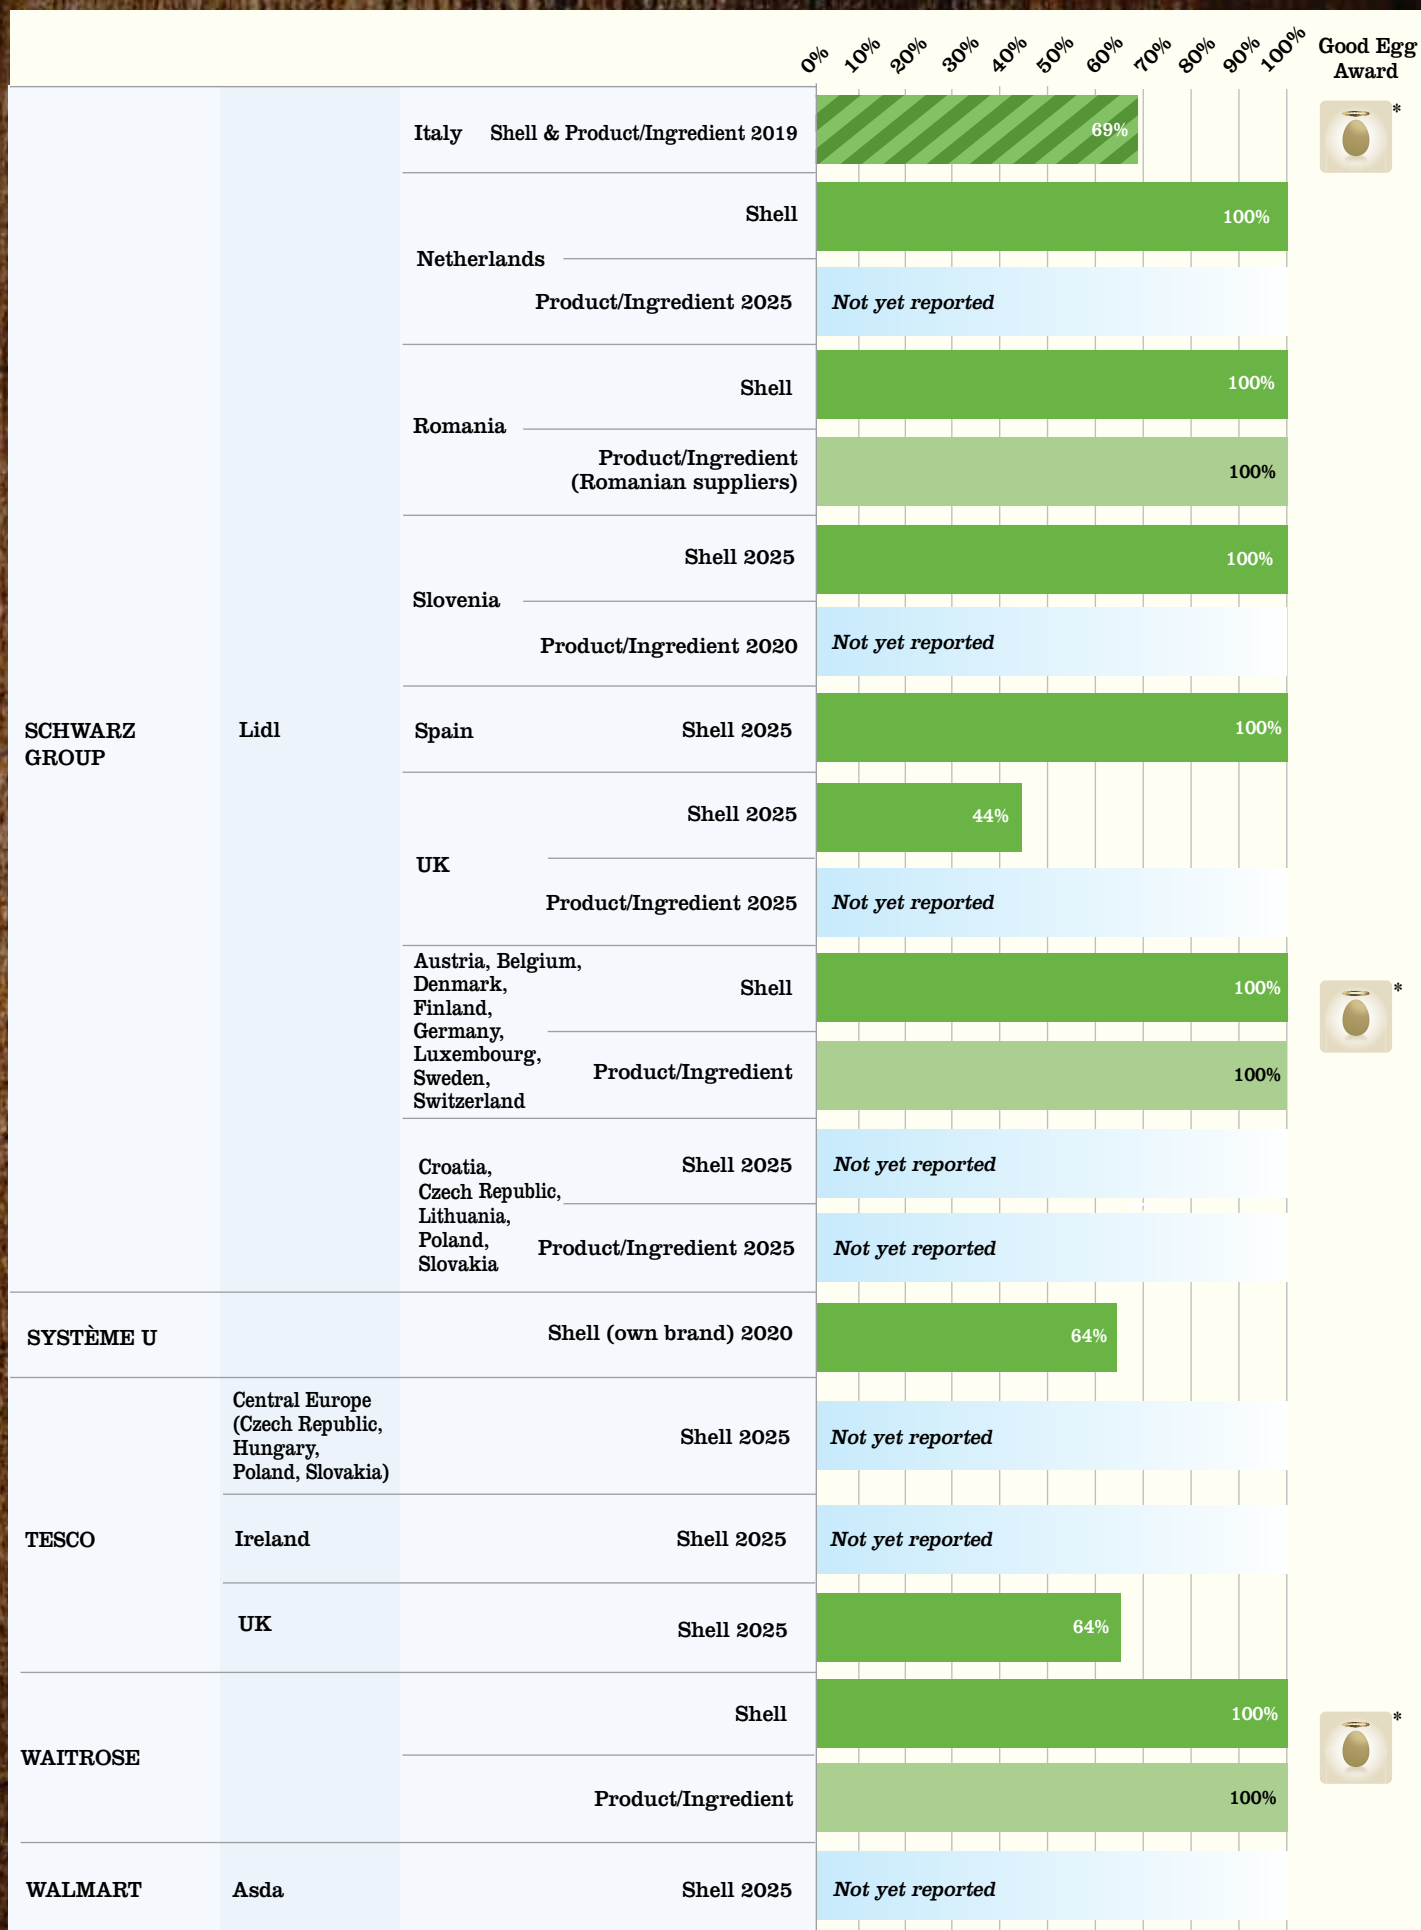 0% 10% 20% 30% 40% 50% 60% 70% 80% 90% 100%
Good Egg
Award
Italy Shell & Product/Ingredient 2019 69% *
Shell 100%
Netherlands
Product/Ingredient 2025 Not yet reported
Shell 100%
Romania
Product/Ingredient
(Romanian suppliers) 100%
Shell 2025 100%
Slovenia
Product/Ingredient 2020 Not yet reported
SCHWARZ
GROUP
Lidl
Spain Shell 2025 100%
Shell 2025 44%
UK
Product/Ingredient 2025 Not yet reported
Austria, Belgium,
Denmark,
Finland,
Germany,
Luxembourg,
Sweden,
Switzerland
Shell 100% *
Product/Ingredient 100%
Croatia,
Czech Republic,
Lithuania,
Poland,
Slovakia
Shell 2025 Not yet reported
Product/Ingredient 2025 Not yet reported
SYSTÈME U Shell (own brand) 2020 64%
TESCO
Central Europe
(Czech Republic,
Hungary,
Poland, Slovakia)
Shell 2025 Not yet reported
Ireland Shell 2025 Not yet reported
UK Shell 2025 64%
WAITROSE
Shell 100% *
Product/Ingredient 100%
WALMART Asda Shell 2025 Not yet reported